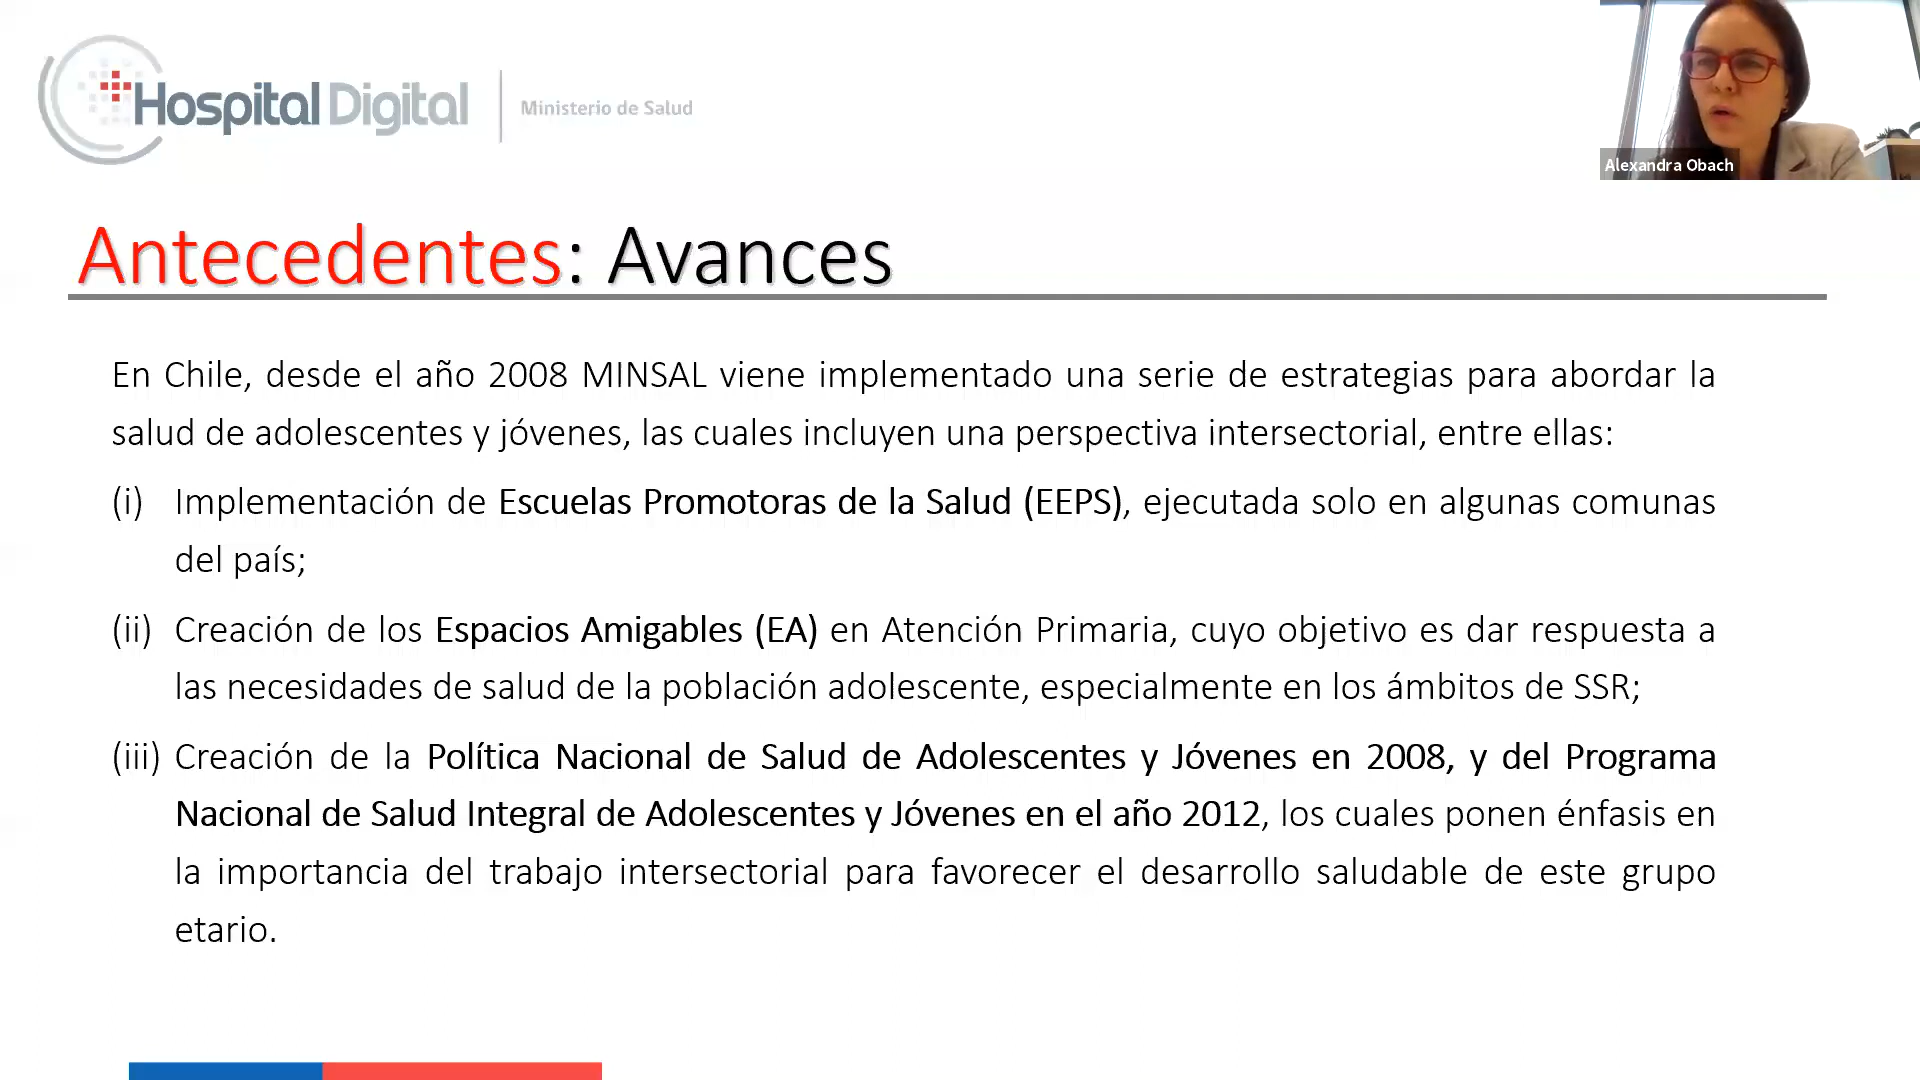 Hospital Digital
Ministerio de Salud
Alexandra Obach
Antecedentes: Avances
En Chile, desde el año 2008 MINSAL viene implementado una serie de estrategias para abordar la
salud de adolescentes y jóvenes, las cuales incluyen una perspectiva intersectorial, entre ellas:
(i) Implementación de Escuelas Promotoras de la Salud (EEPS), ejecutada solo en algunas comunas
del país;
(ii) Creación de los Espacios Amigables (EA) en Atención Primaria, cuyo objetivo es dar respuesta a
las necesidades de salud de la población adolescente, especialmente en los ámbitos de SSR;
(iii) Creación de la Política Nacional de Salud de Adolescentes y Jóvenes en 2008, y del Programa
Nacional de Salud Integral de Adolescentes y Jóvenes en el año 2012, los cuales ponen énfasis en
la importancia del trabajo intersectorial para favorecer el desarrollo saludable de este grupo
etario.